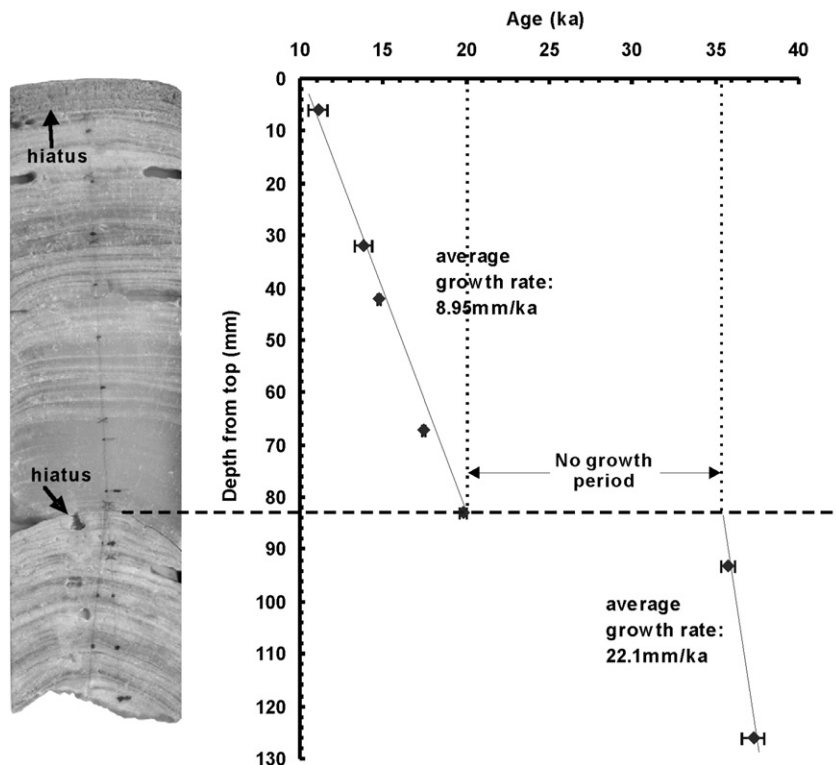 Age (ka)
10 15 20 25 30 35 40
Depth from top (mm)
0
10
20
30
40
50
60
70
80
90
100
110
120
130
hiatus
hiatus
average
growth rate:
8.95mm/ka
No growth
period
average
growth rate:
22.1mm/ka